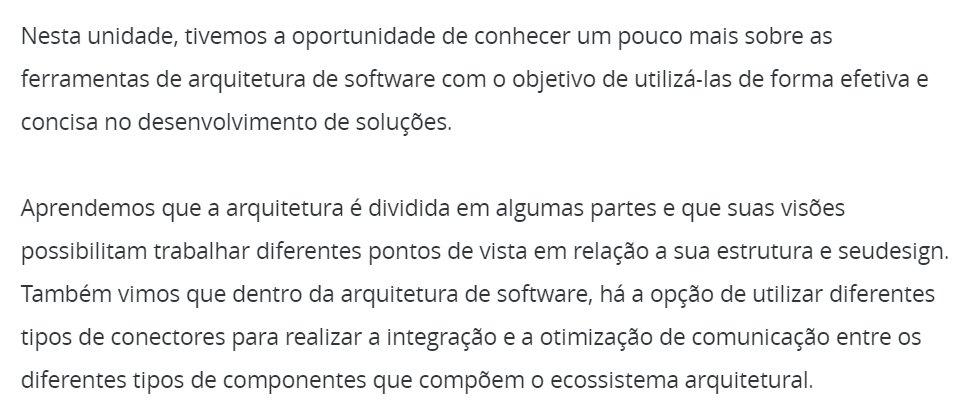 Nesta unidade, tivemos a oportunidade de conhecer um pouco mais sobre as
ferramentas de arquitetura de software com o objetivo de utilizá-las de forma efetiva e
concisa no desenvolvimento de soluções.
Aprendemos que a arquitetura é dividida em algumas partes e que suas visões
possibilitam trabalhar diferentes pontos de vista em relação a sua estrutura e seudesign.
Também vimos que dentro da arquitetura de software, há a opção de utilizar diferentes
tipos de conectores para realizar a integração e a otimização de comunicação entre os
diferentes tipos de componentes que compõem o ecossistema arquitetural.